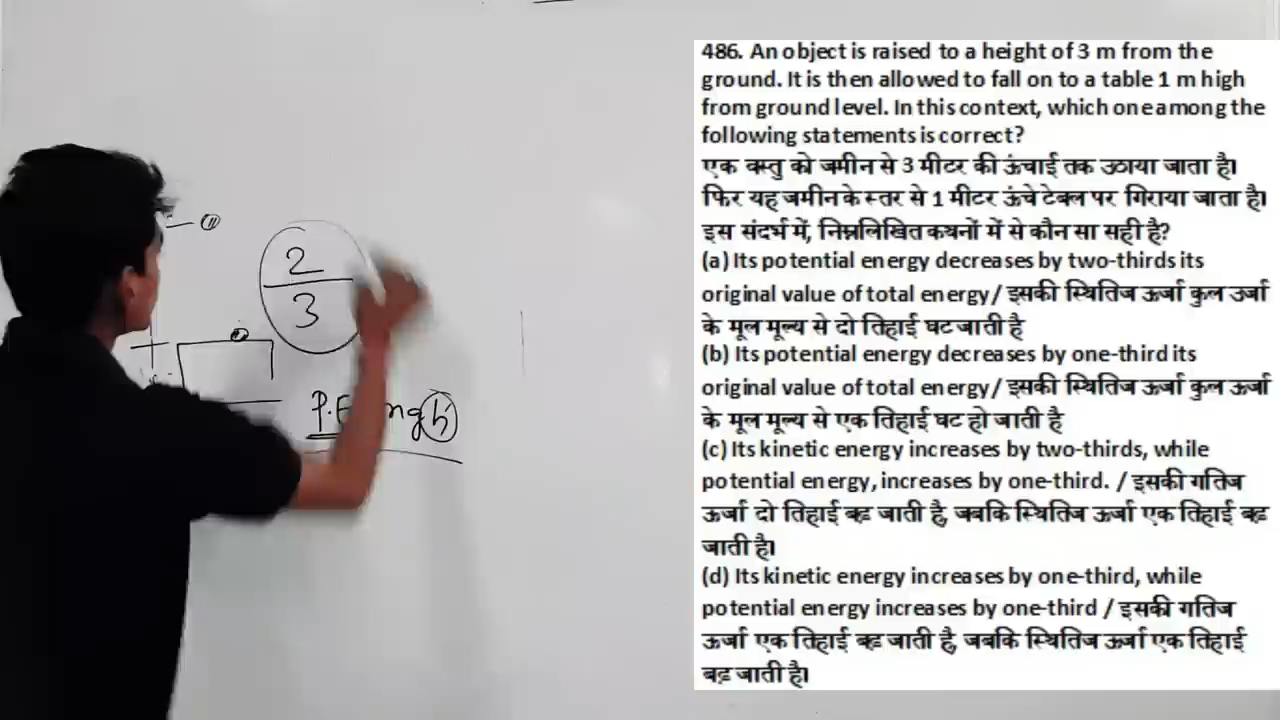 2
3
P.E
mg h
486. An object is raised to a height of 3 m from the
ground. It is then allowed to fall on to a table 1 m high
from ground level. In this context, which one among the
following statements is correct?
एक वस्तु को जमीन से 3 मीटर की ऊंचाई तक उठाया जाता है।
फिर यह जमीन के स्तर से 1 मीटर ऊंचे टेबल पर गिराया जाता है।
इस संदर्भ में, निम्नलिखित कथनों में से कौन सा सही है?
(a) Its potential energy decreases by two-thirds its
original value of total energy/ इसकी स्थितिज ऊर्जा कुल उर्जा
के मूल मूल्य से दो तिहाई घट जाती है
(b) Its potential energy decreases by one-third its
original value of total energy/ इसकी स्थितिज ऊर्जा कुल ऊर्जा
के मूल मूल्य से एक तिहाई घट हो जाती है
(c) Its kinetic energy increases by two-thirds, while
potential energy, increases by one-third. / इसकी गतिज
ऊर्जा दो तिहाई बढ़ जाती है, जबकि स्थितिज ऊर्जा एक तिहाई बढ़
जाती है।
(d) Its kinetic energy increases by one-third, while
potential energy increases by one-third / इसकी गतिज
ऊर्जा एक तिहाई बढ़ जाती है, जबकि स्थितिज ऊर्जा एक तिहाई
बढ़ जाती है।